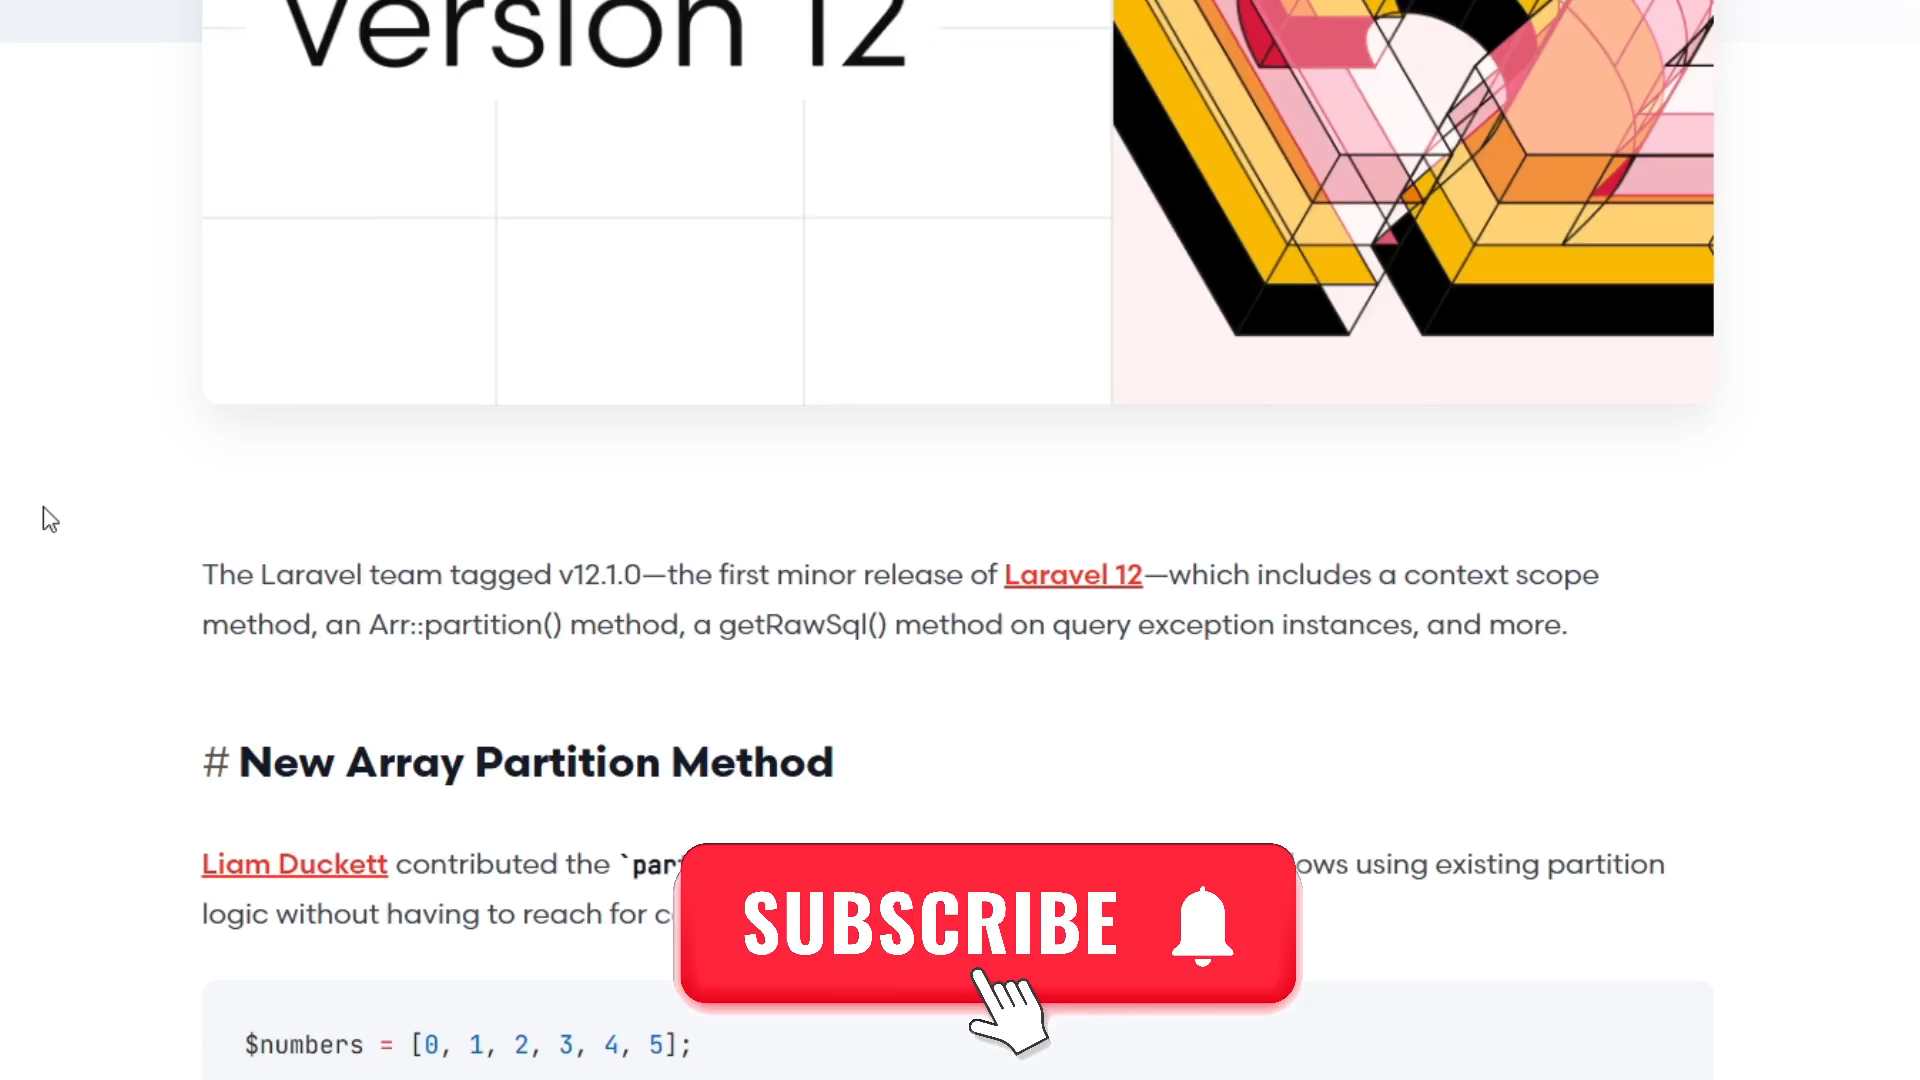 Version 12
The Laravel team tagged v12.1.0—the first minor release of Laravel 12—which includes a context scope
method, an Arr::partition() method, a getRawSql() method on query exception instances, and more.
# New Array Partition Method
Liam Duckett contributed the `par ows using existing partition
logic without having to reach for c
SUBSCRIBE
$numbers = [0, 1, 2, 3, 4, 5];